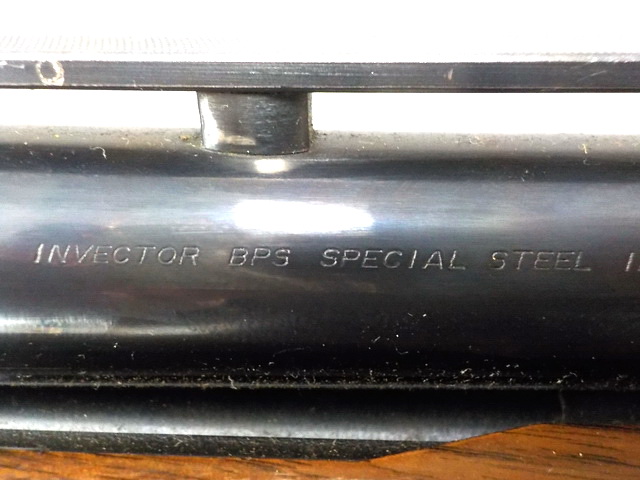 INVECTOR BPS SPECIAL STEEL